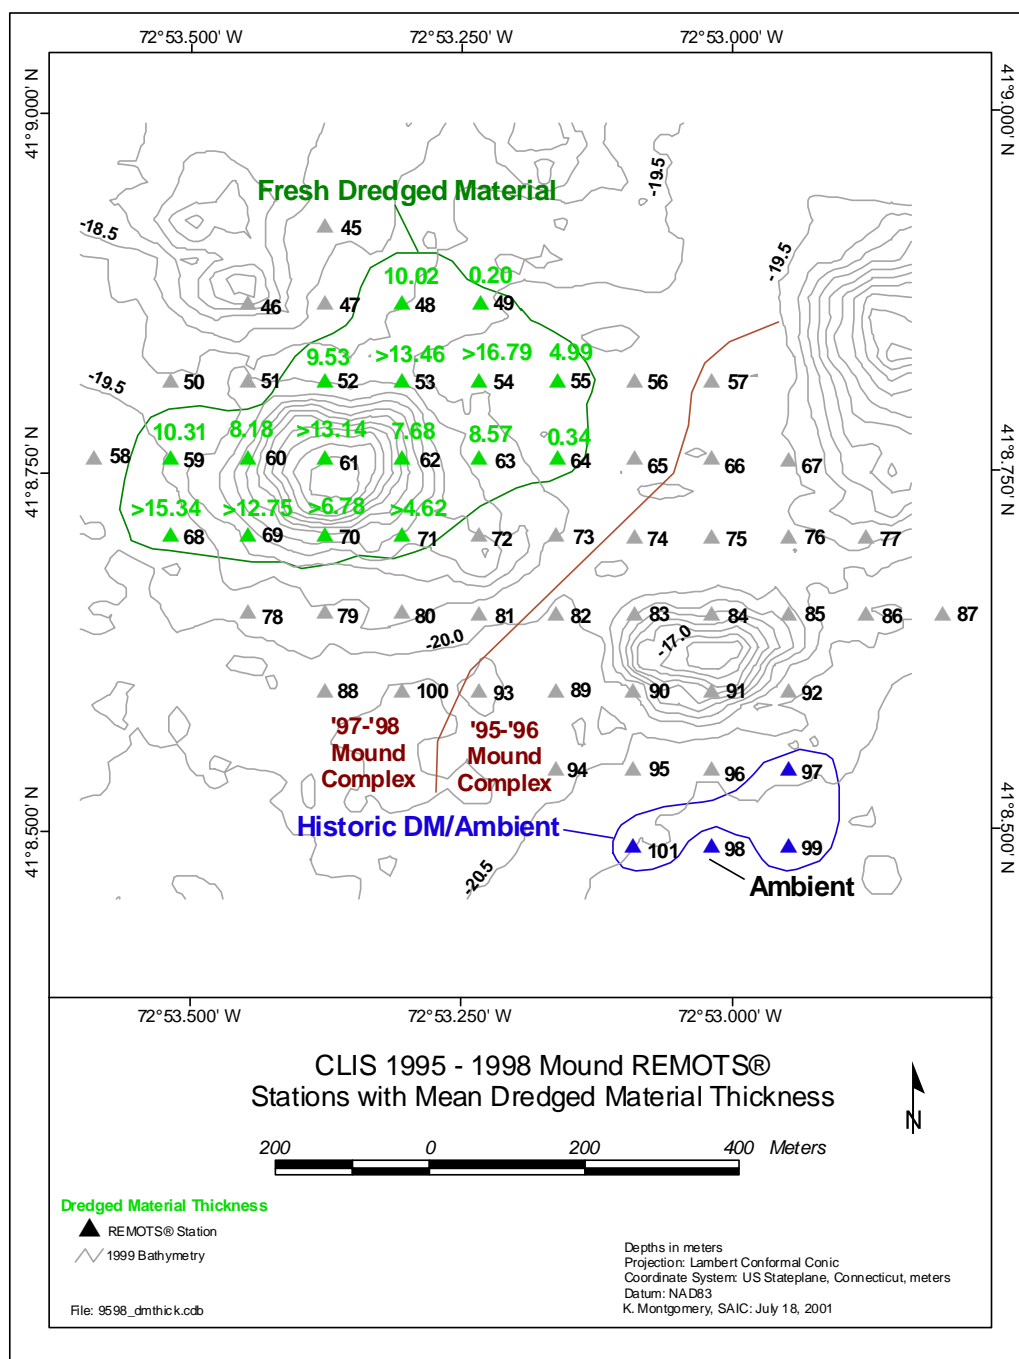 72°53.500' W 72°53.250' W 72°53.000' W
41°9.000' N
41°9.000' N
-19.5
Fresh Dredged Material
-18.5
45
-19.5
10.02 0.20
46 47 48 49
9.53 >13.46 >16.79 4.99
-19.5
50 51 52 53 54 55 56 57
10.31 8.18 >13.14 7.68 8.57 0.34
41°8.750' N
41°8.750' N
58 59 60 61 62 63 64 65 66 67
>15.34 >12.75 >6.78 >4.62
68 69 70 71 72 73 74 75 76 77
78 79 80 81 82 83 84 85 86 87
-20.0
-17.0
88 100 93 89 90 91 92
'97-'98
Mound
Complex
'95-'96
Mound
Complex
94 95 96 97
Historic DM/Ambient
41°8.500' N
41°8.500' N
101 98 99
-20.5
Ambient
72°53.500' W 72°53.250' W 72°53.000' W
CLIS 1995 - 1998 Mound REMOTS®
Stations with Mean Dredged Material Thickness
N
200 0 200 400 Meters
Dredged Material Thickness
REMOTS® Station
1999 Bathymetry
File: 9598_dmthick.cdb
Depths in meters
Projection: Lambert Conformal Conic
Coordinate System: US Stateplane, Connecticut, meters
Datum: NAD83
K. Montgomery, SAIC: July 18, 2001